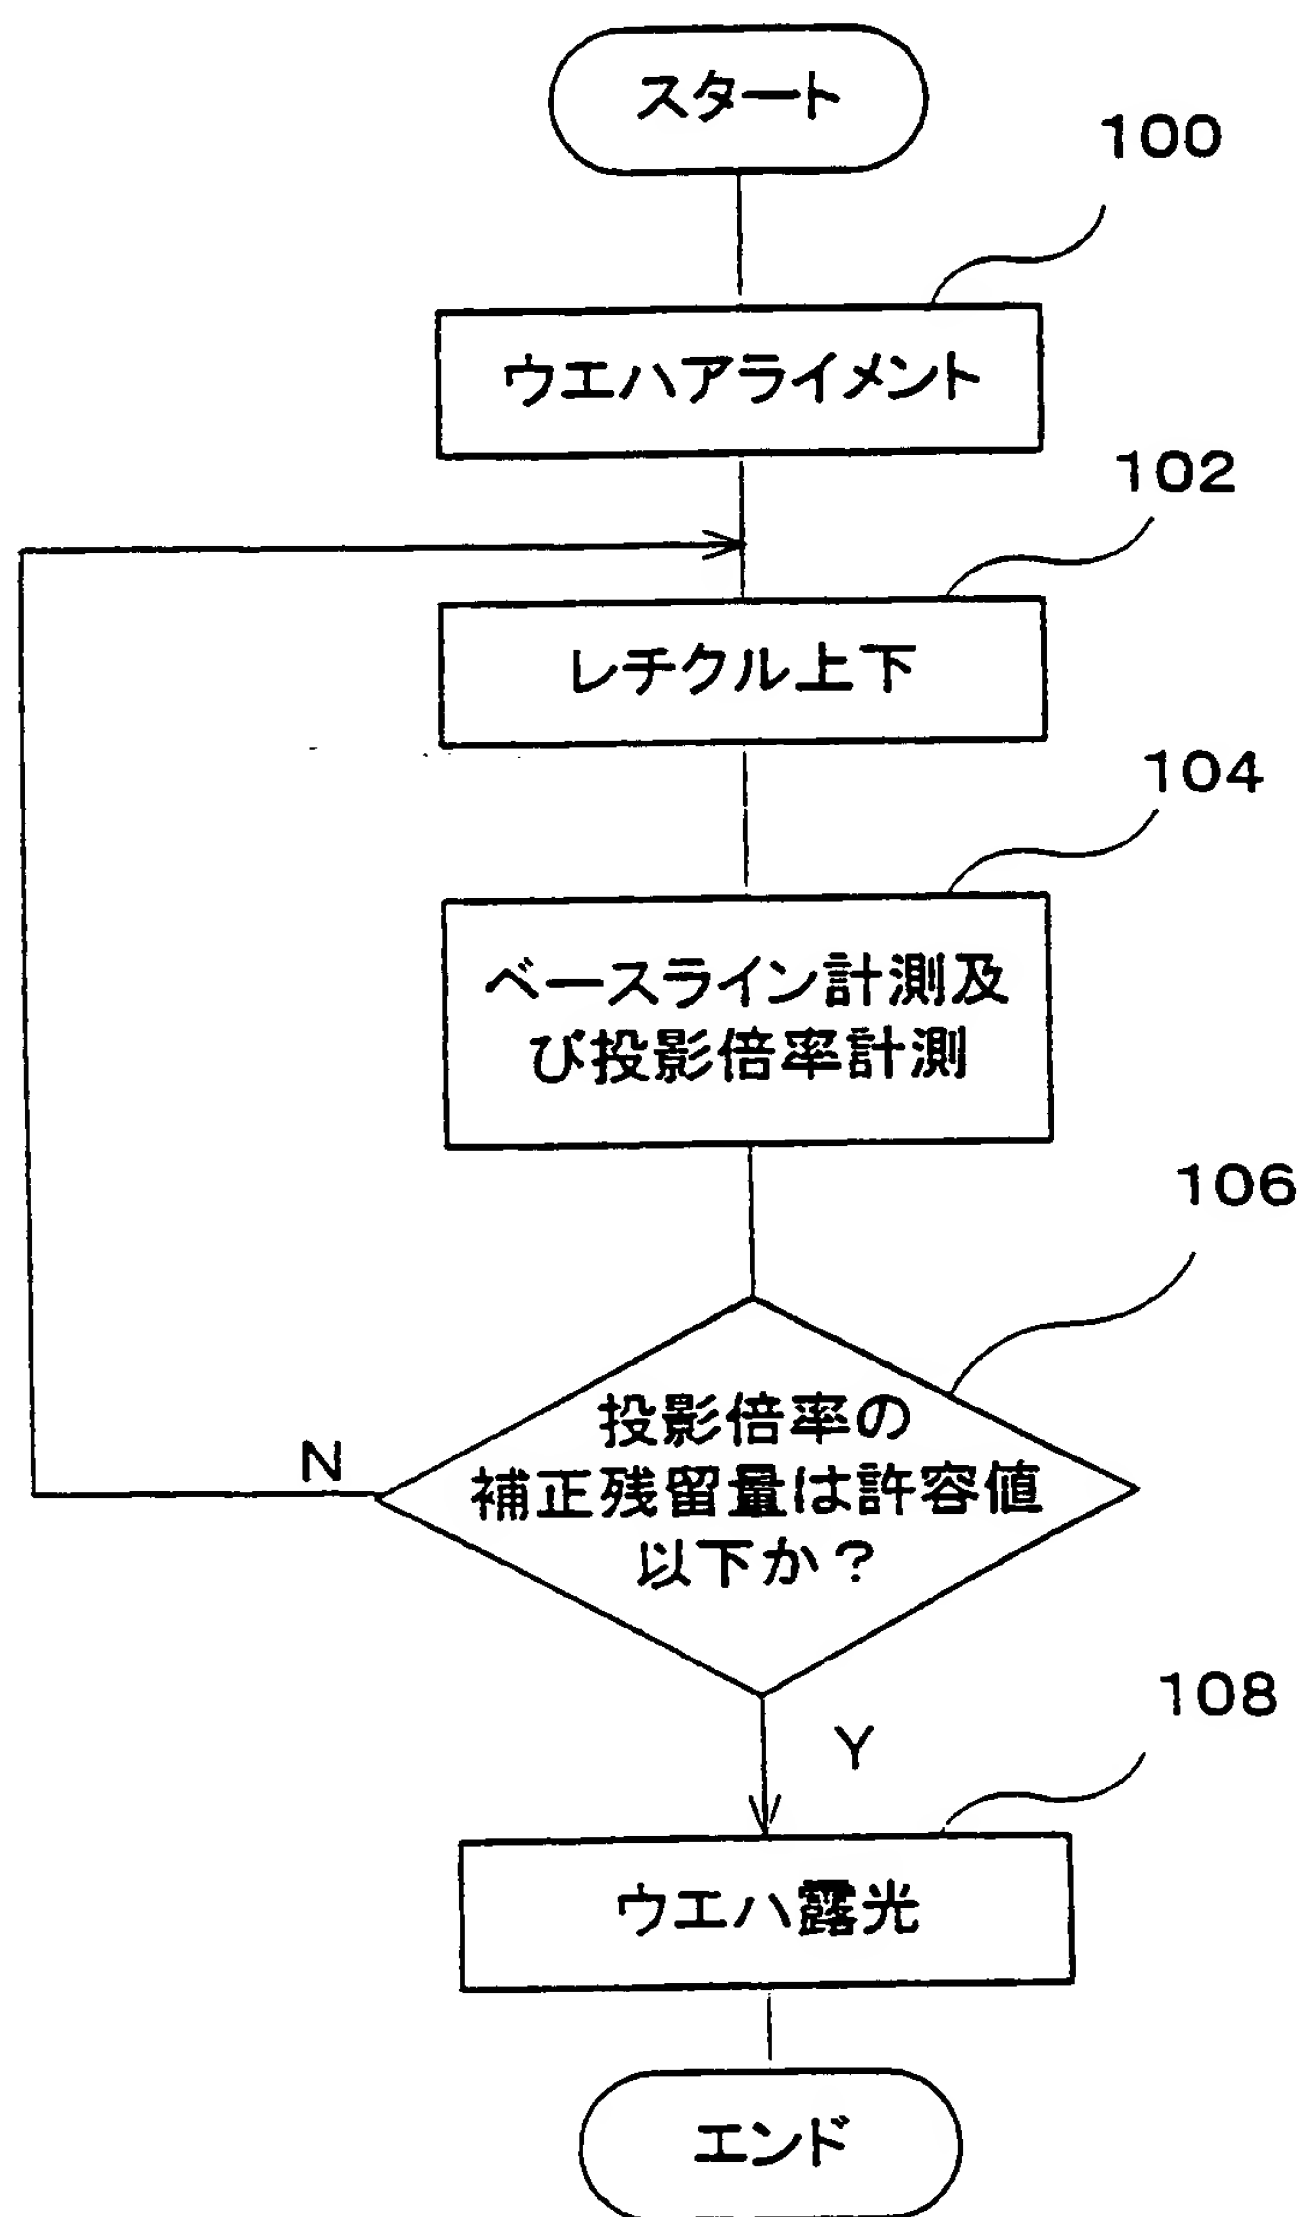 スタート
100
ウエハアライメント
102
レチクル上下
104
ベースライン計測及
び投影倍率計測
106
投影倍率の
補正残留量は許容値
以下か?
N
Y
108
ウエハ露光
エンド